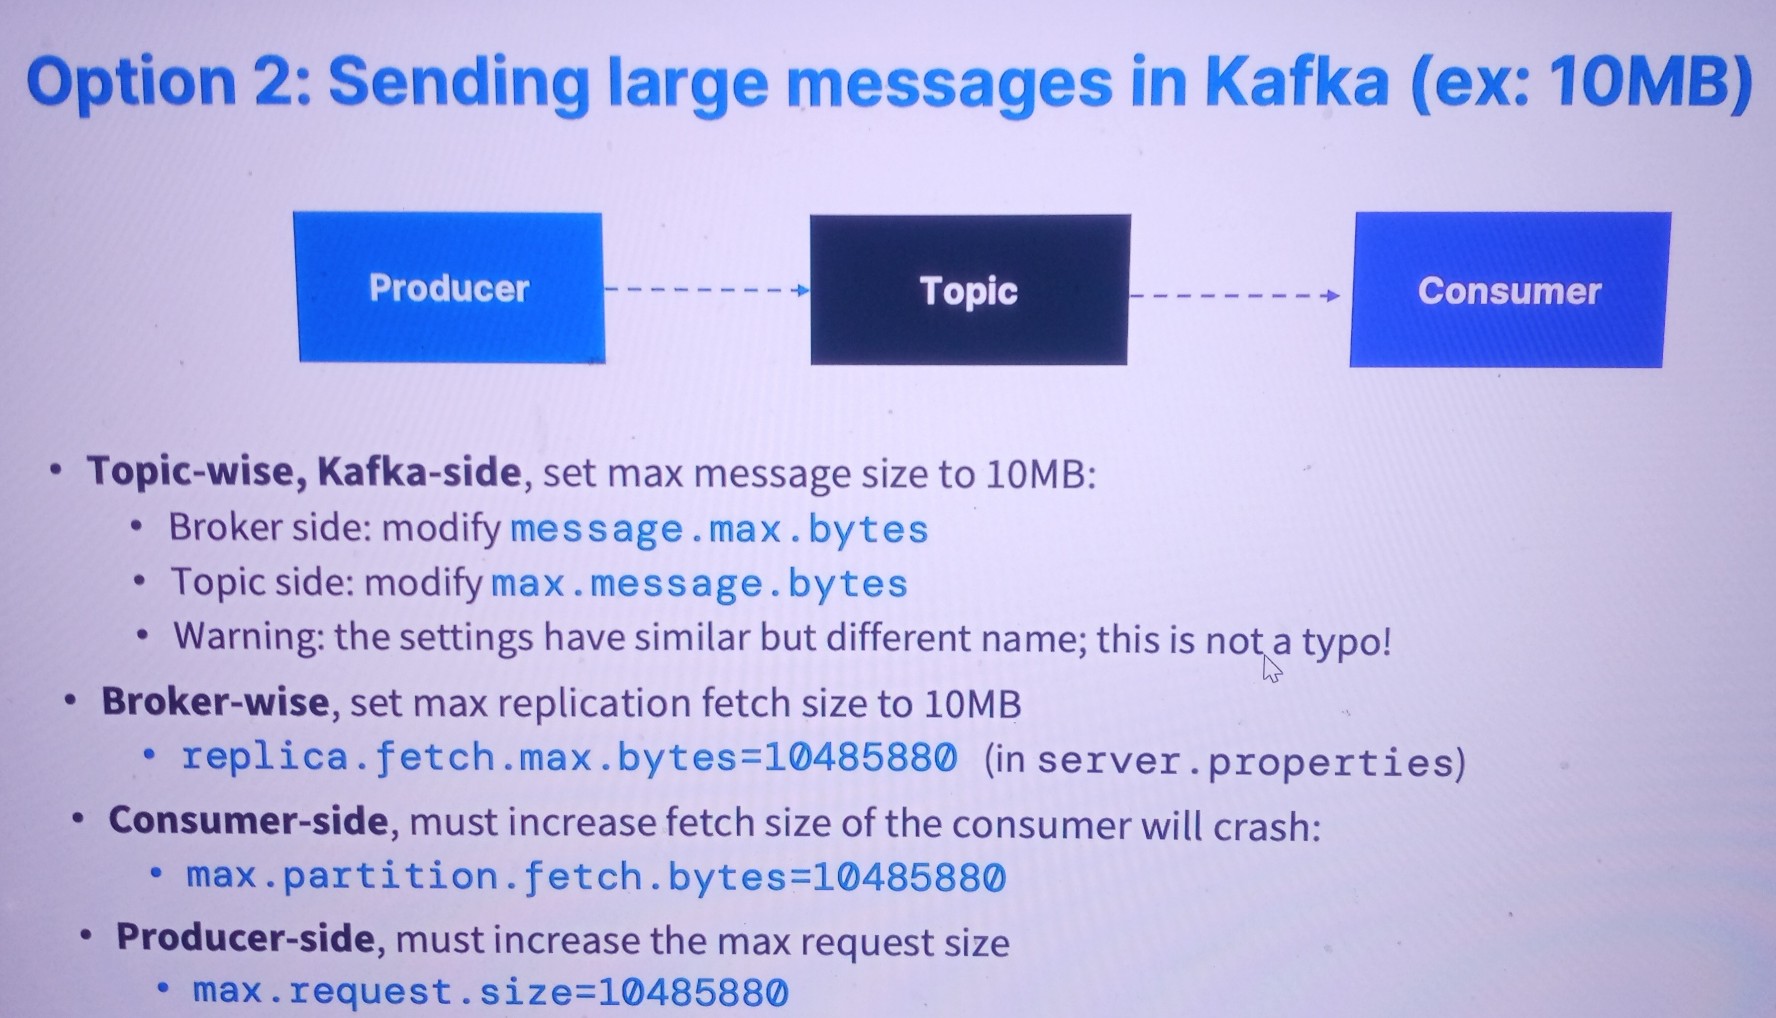 Option 2: Sending large messages in Kafka (ex: 10MB)
Producer
Topic
Consumer
• Topic-wise, Kafka-side, set max message size to 10MB:
• Broker side: modify message.max.bytes
• Topic side: modify max.message.bytes
• Warning: the settings have similar but different name; this is not a typo!
• Broker-wise, set max replication fetch size to 10MB
• replica.fetch.max.bytes=10485880 (in server.properties)
• Consumer-side, must increase fetch size of the consumer will crash:
• max.partition.fetch.bytes=10485880
• Producer-side, must increase the max request size
• max.request.size=10485880